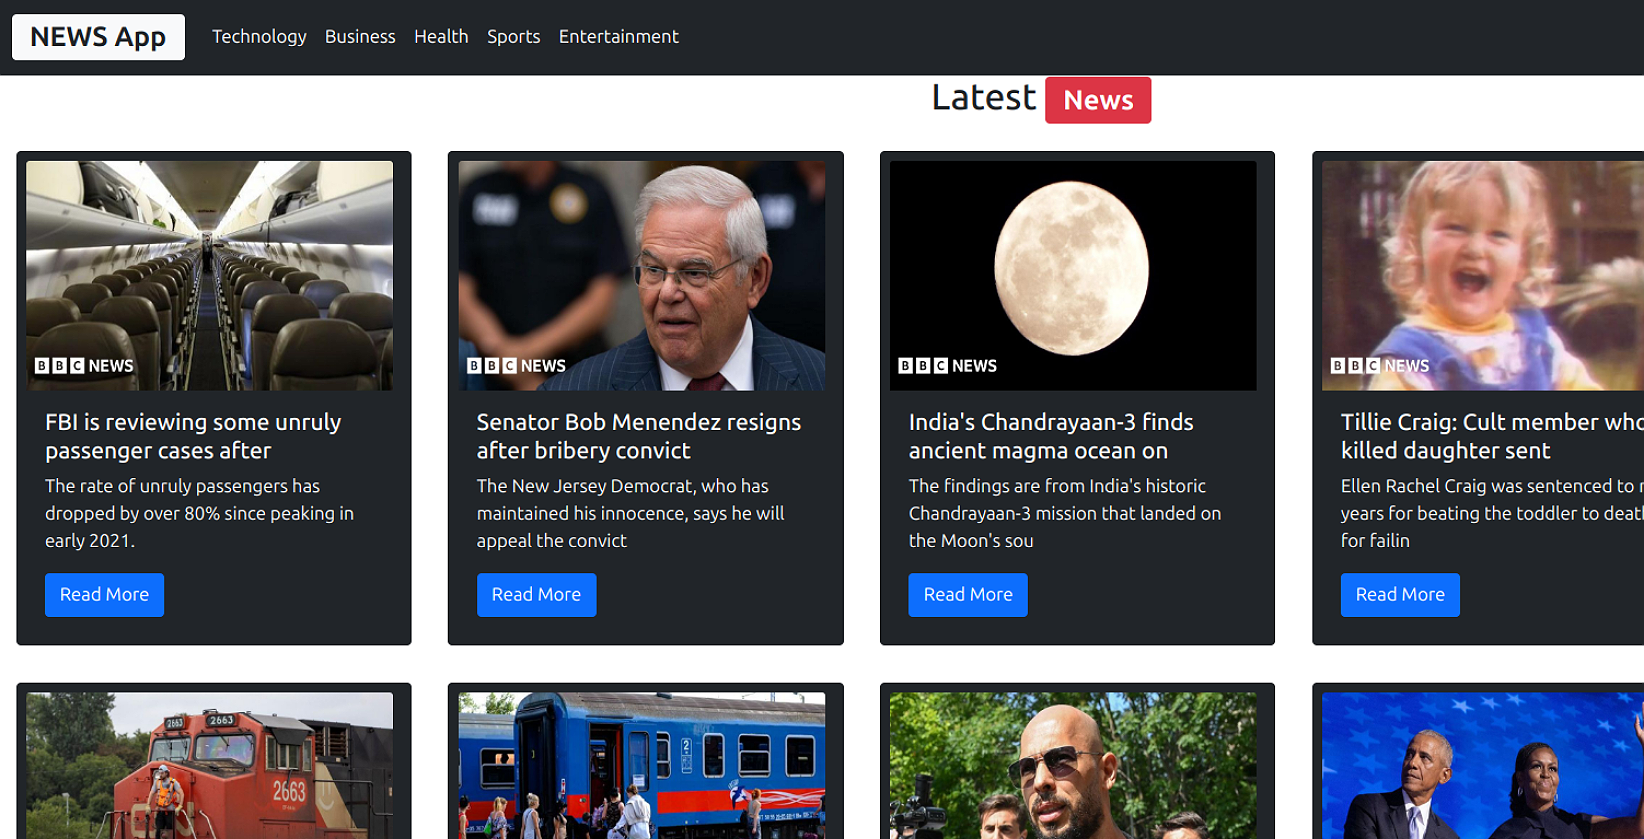 NEWS App Technology Business Health Sports Entertainment
Latest News
BBC NEWS
FBI is reviewing some unruly
passenger cases after
The rate of unruly passengers has
dropped by over 80% since peaking in
early 2021.
Read More
BBC NEWS
Senator Bob Menendez resigns
after bribery convict
The New Jersey Democrat, who has
maintained his innocence, says he will
appeal the convict
Read More
BBC NEWS
India's Chandrayaan-3 finds
ancient magma ocean on
The findings are from India's historic
Chandrayaan-3 mission that landed on
the Moon's sou
Read More
BBC NEWS
Tillie Craig: Cult member who
killed daughter sent
Ellen Rachel Craig was sentenced to
years for beating the toddler to death
for failin
Read More
2663 2663
2663
2